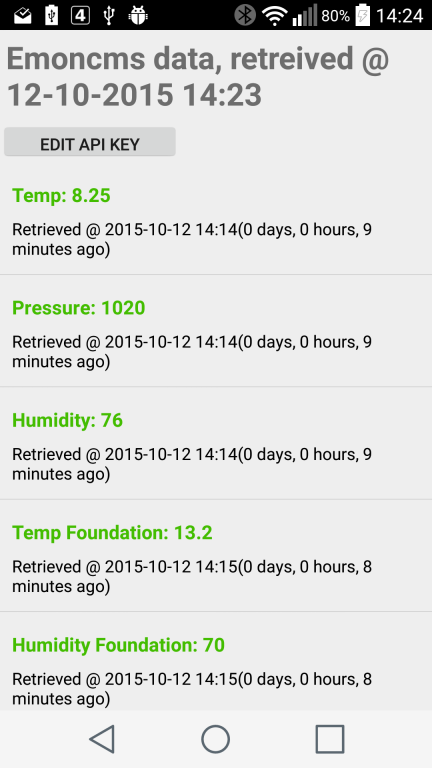 4 80% 14:24
Emoncms data, retreived @
12-10-2015 14:23
EDIT API KEY
Temp: 8.25
Retrieved @ 2015-10-12 14:14(0 days, 0 hours, 9
minutes ago)
Pressure: 1020
Retrieved @ 2015-10-12 14:14(0 days, 0 hours, 9
minutes ago)
Humidity: 76
Retrieved @ 2015-10-12 14:14(0 days, 0 hours, 9
minutes ago)
Temp Foundation: 13.2
Retrieved @ 2015-10-12 14:15(0 days, 0 hours, 8
minutes ago)
Humidity Foundation: 70
Retrieved @ 2015-10-12 14:15(0 days, 0 hours, 8
minutes ago)